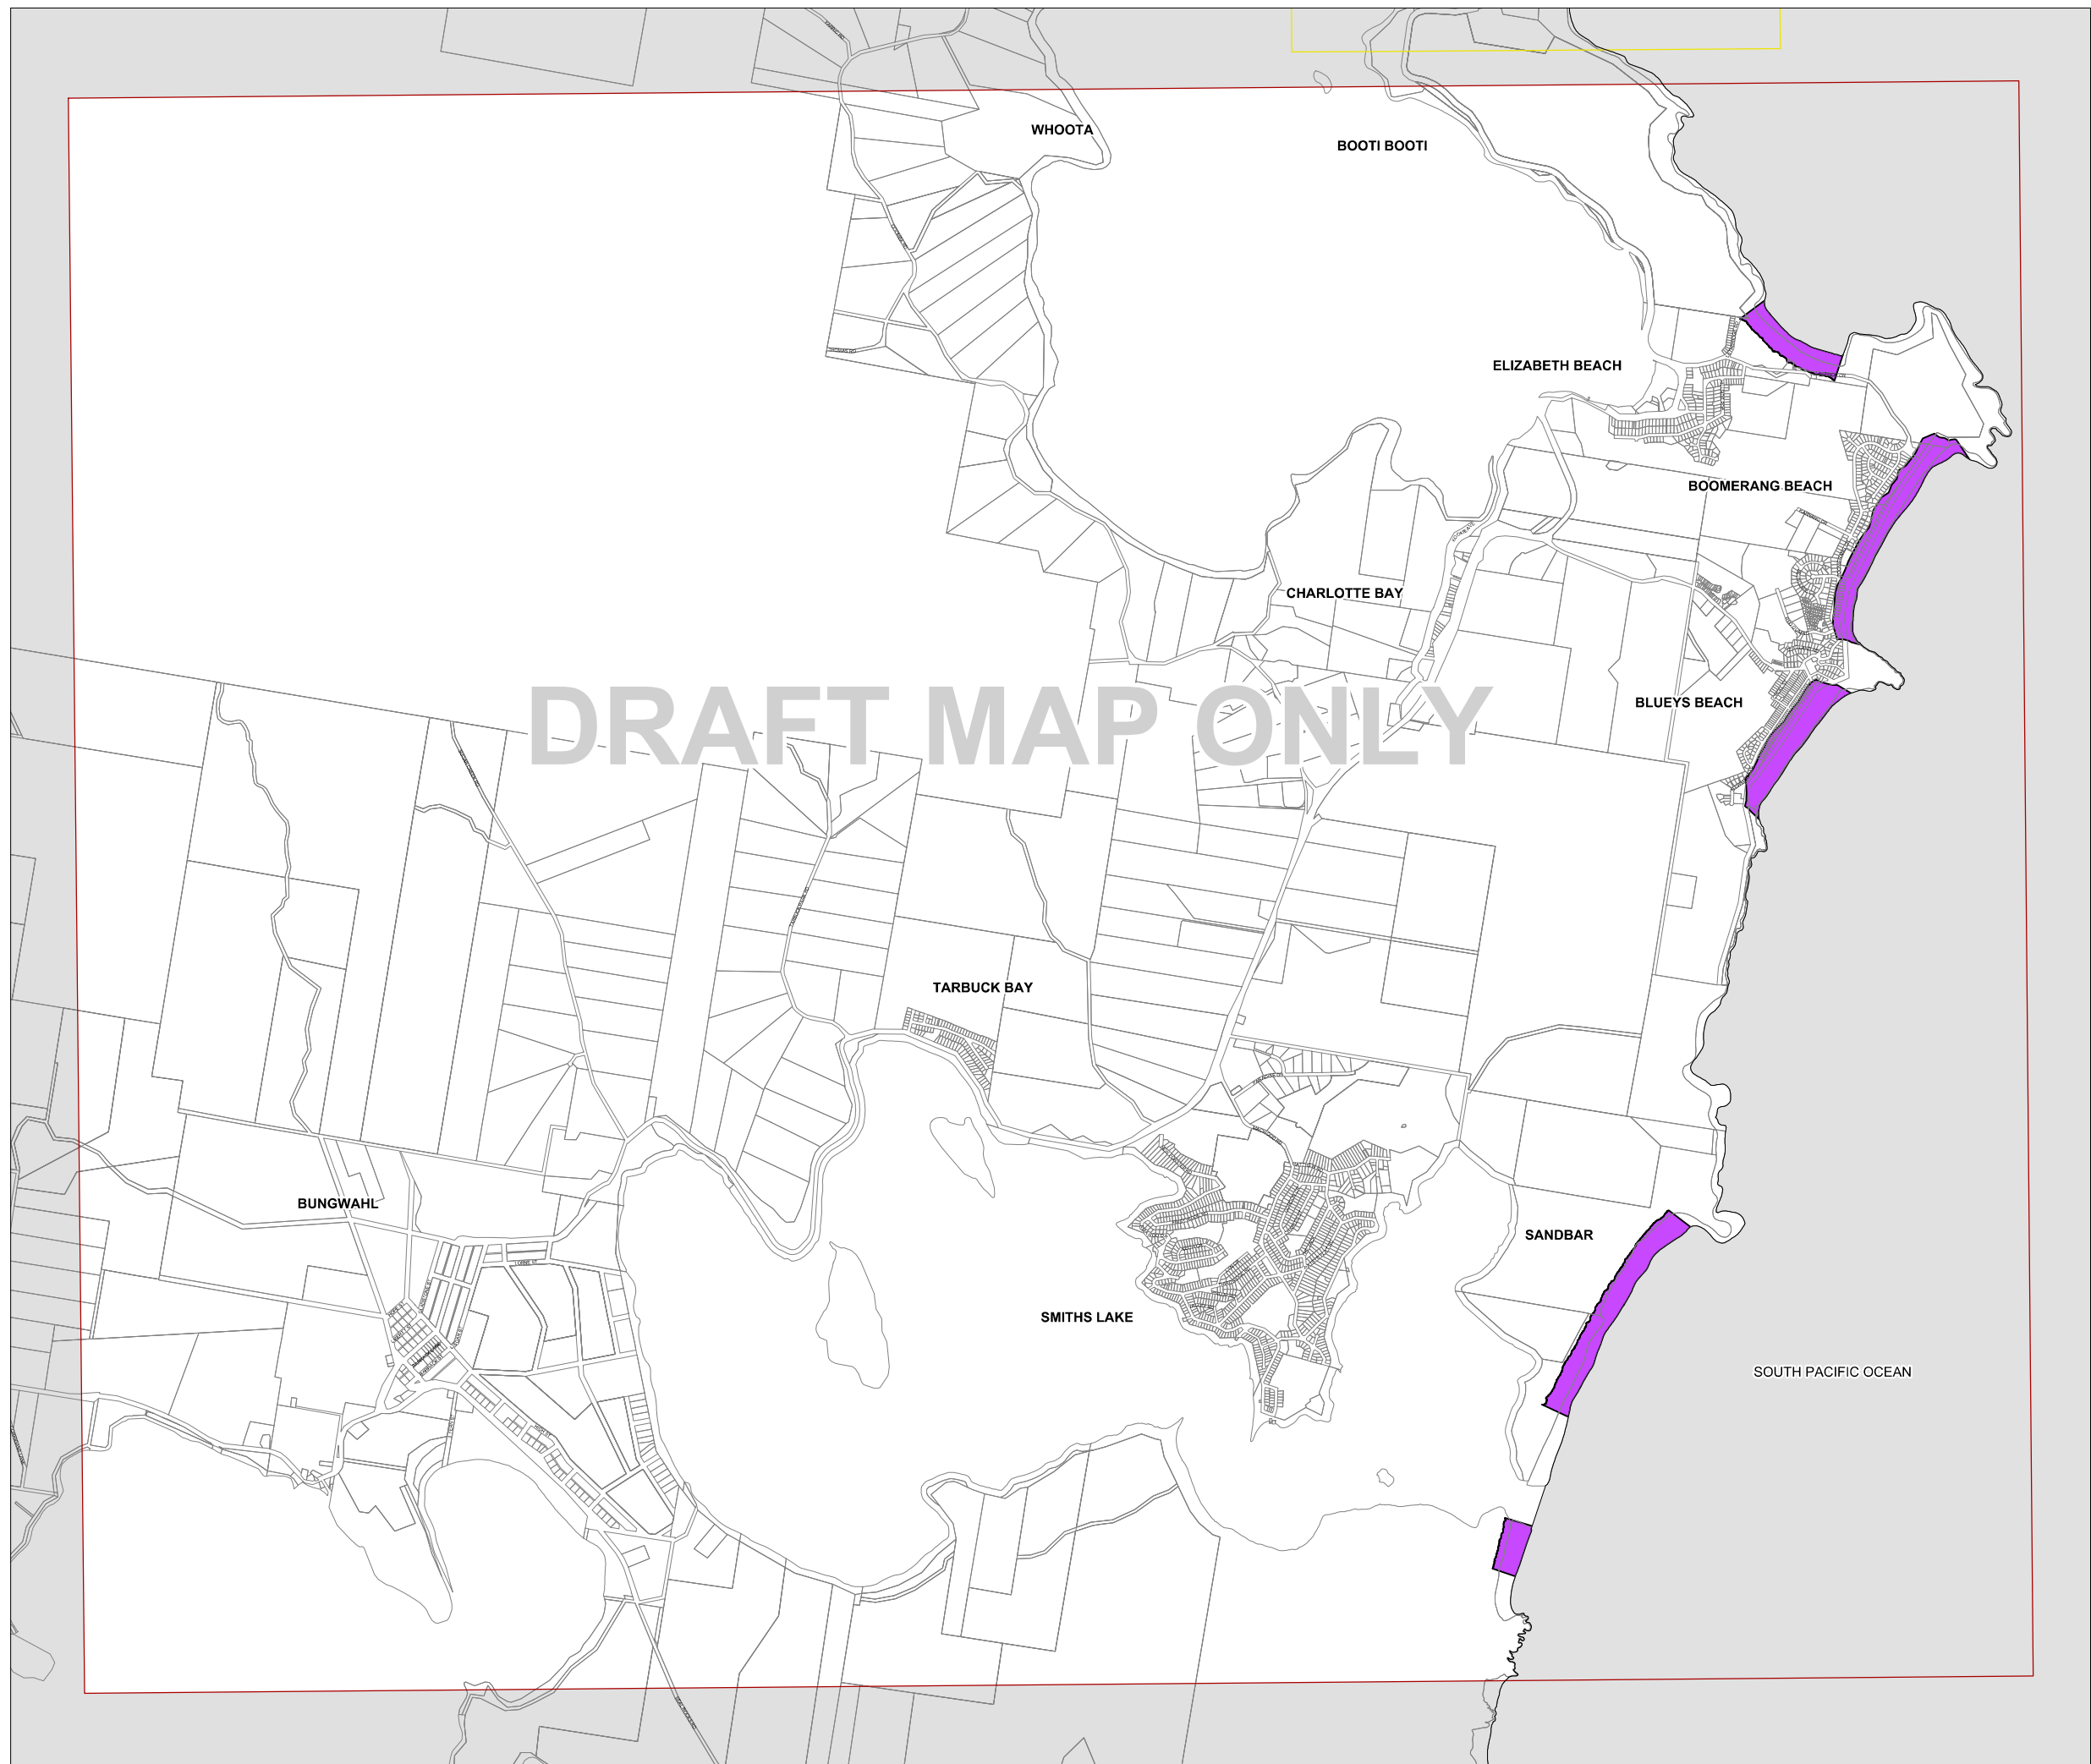 WHOOTA
BOOTI BOOTI
ELIZABETH BEACH
BOOMERANG BEACH
CHARLOTTE BAY
BLUEYS BEACH
DRAFT MAP ONLY
TARBUCK BAY
BUNGWAHL
SANDBAR
SMITHS LAKE
SOUTH PACIFIC OCEAN